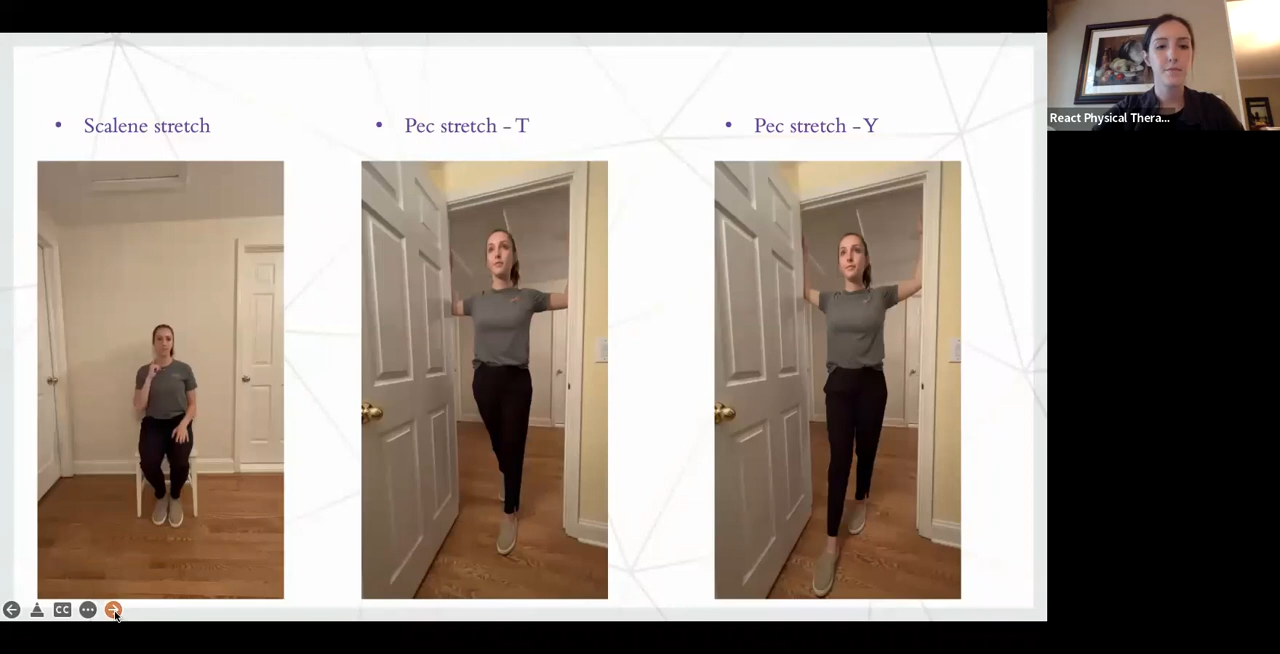 • Scalene stretch
• Pec stretch – T
• Pec stretch – Y
React Physical Thera...
CC